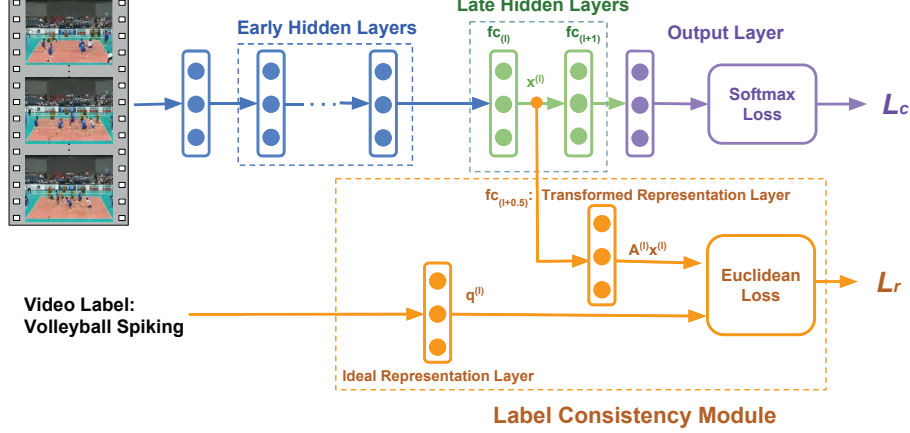 Late Hidden Layers
Early Hidden Layers
fc(l)
fc(l+1)
Output Layer
x(l)
Softmax
Loss
Lc
fc(l+0.5): Transformed Representation Layer
A(l)x(l)
Euclidean
Loss
Lr
q(l)
Video Label:
Volleyball Spiking
Ideal Representation Layer
Label Consistency Module